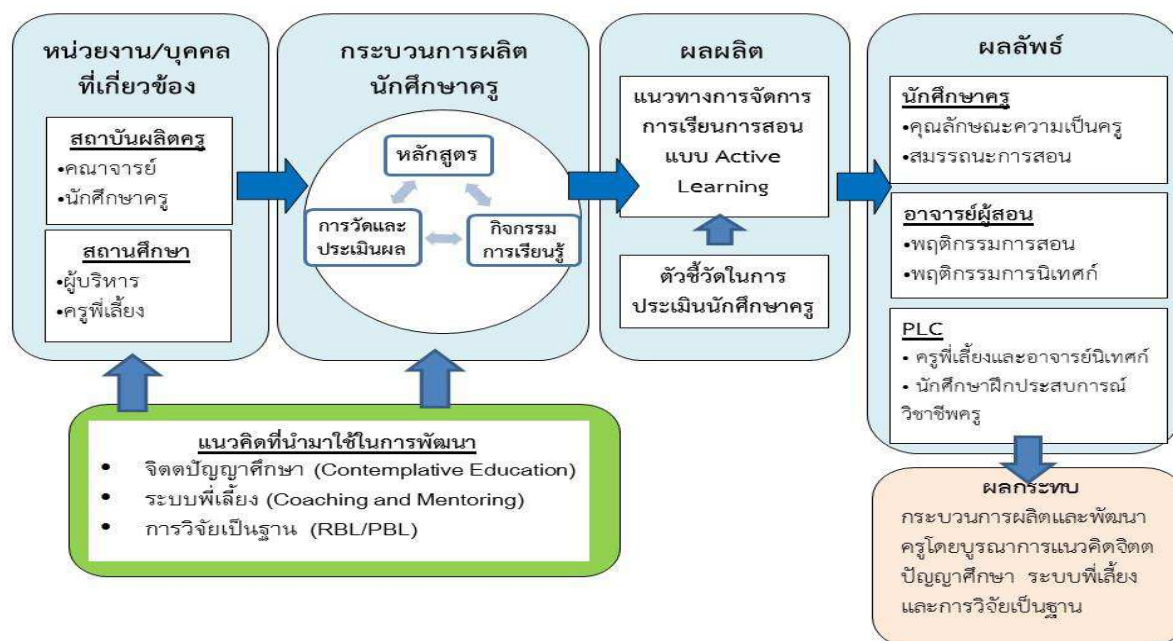 หน่วยงาน/บุคคล
ที่เกี่ยวข้อง
สถาบันผลิตครู
•คณาจารย์
•นักศึกษาครู
สถานศึกษา
•ผู้บริหาร
•ครูพี่เลี้ยง
กระบวนการผลิต
นักศึกษาครู
หลักสูตร
การวัดและ
ประเมินผล
กิจกรรม
การเรียนรู้
ผลผลิต
แนวทางการจัดการ
การเรียนการสอน
แบบ Active
Learning
ตัวชี้วัดในการ
ประเมินนักศึกษาครู
ผลลัพธ์
นักศึกษาครู
•คุณลักษณะความเป็นครู
•สมรรถนะการสอน
อาจารย์ผู้สอน
•พฤติกรรมการสอน
•พฤติกรรมการนิเทศก์
PLC
• ครูพี่เลี้ยงและอาจารย์นิเทศก์
• นักศึกษาฝึกประสบการณ์
วิชาชีพครู
แนวคิดที่นำมาใช้ในการพัฒนา
• จิตตปัญญาศึกษา (Contemplative Education)
• ระบบพี่เลี้ยง (Coaching and Mentoring)
• การวิจัยเป็นฐาน (RBL/PBL)
ผลกระทบ
กระบวนการผลิตและพัฒนา
ครูโดยบูรณาการแนวคิดจิตต
ปัญญาศึกษา ระบบพี่เลี้ยง
และการวิจัยเป็นฐาน